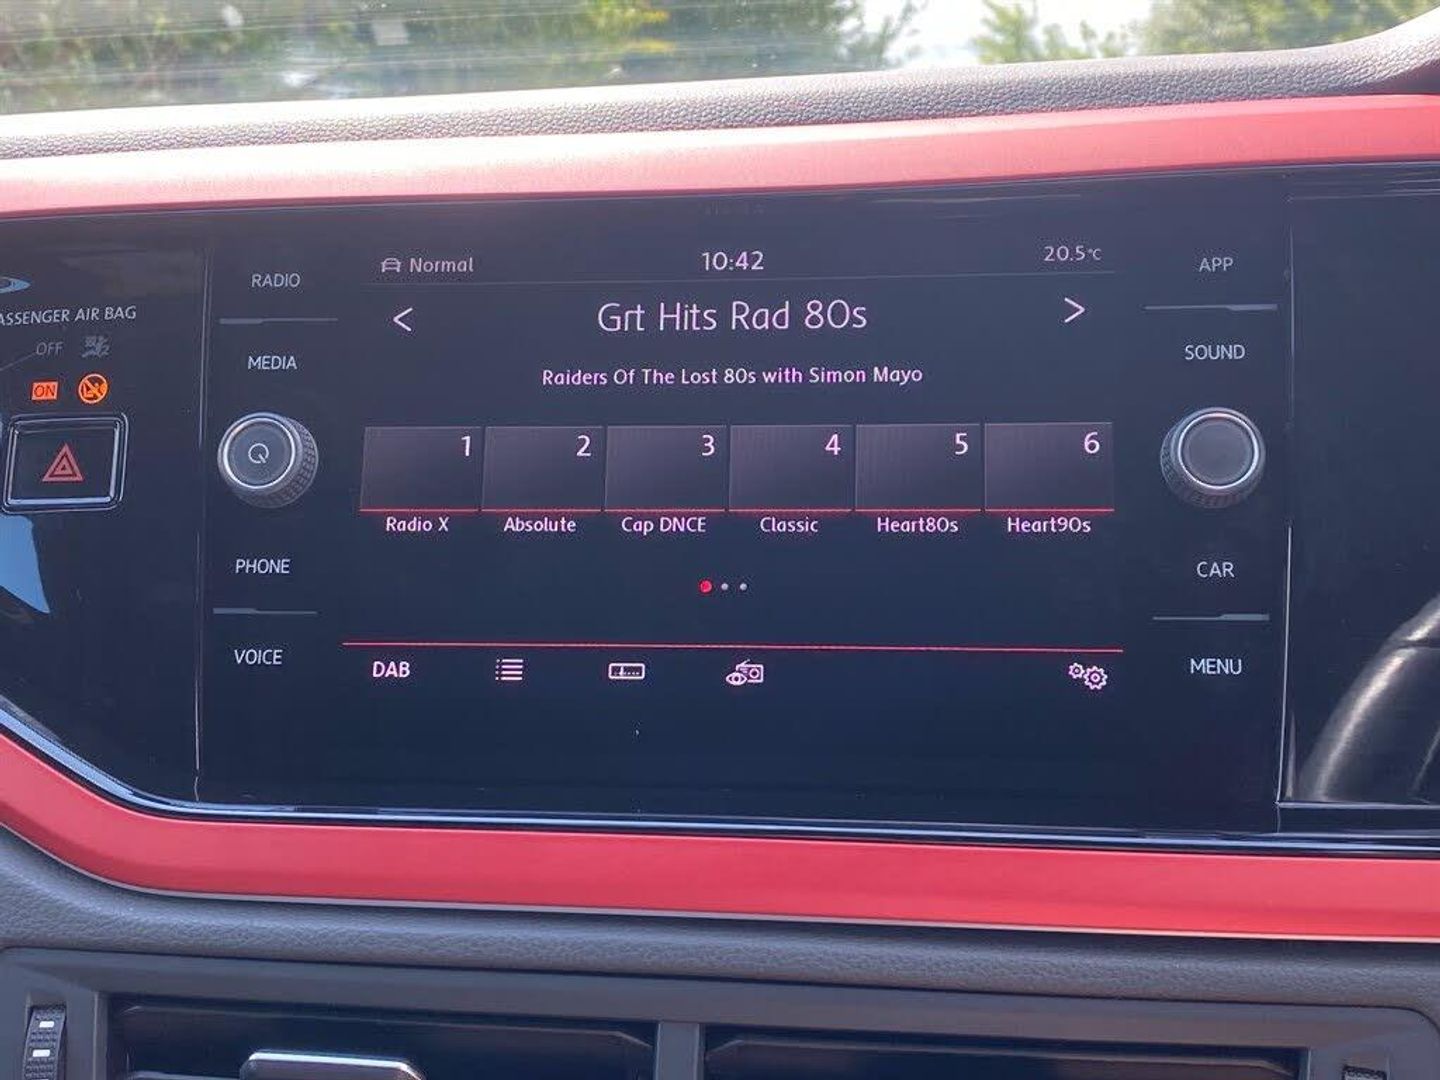 RADIO
MEDIA
PHONE
VOICE
ASSENGER AIR BAG
OFF
ON
Normal
10:42
20.5°C
< Grt Hits Rad 80s >
Raiders Of The Lost 80s with Simon Mayo
1 2 3 4 5 6
Radio X Absolute Cap DNCE Classic Heart80s Heart90s
DAB
APP
SOUND
CAR
MENU